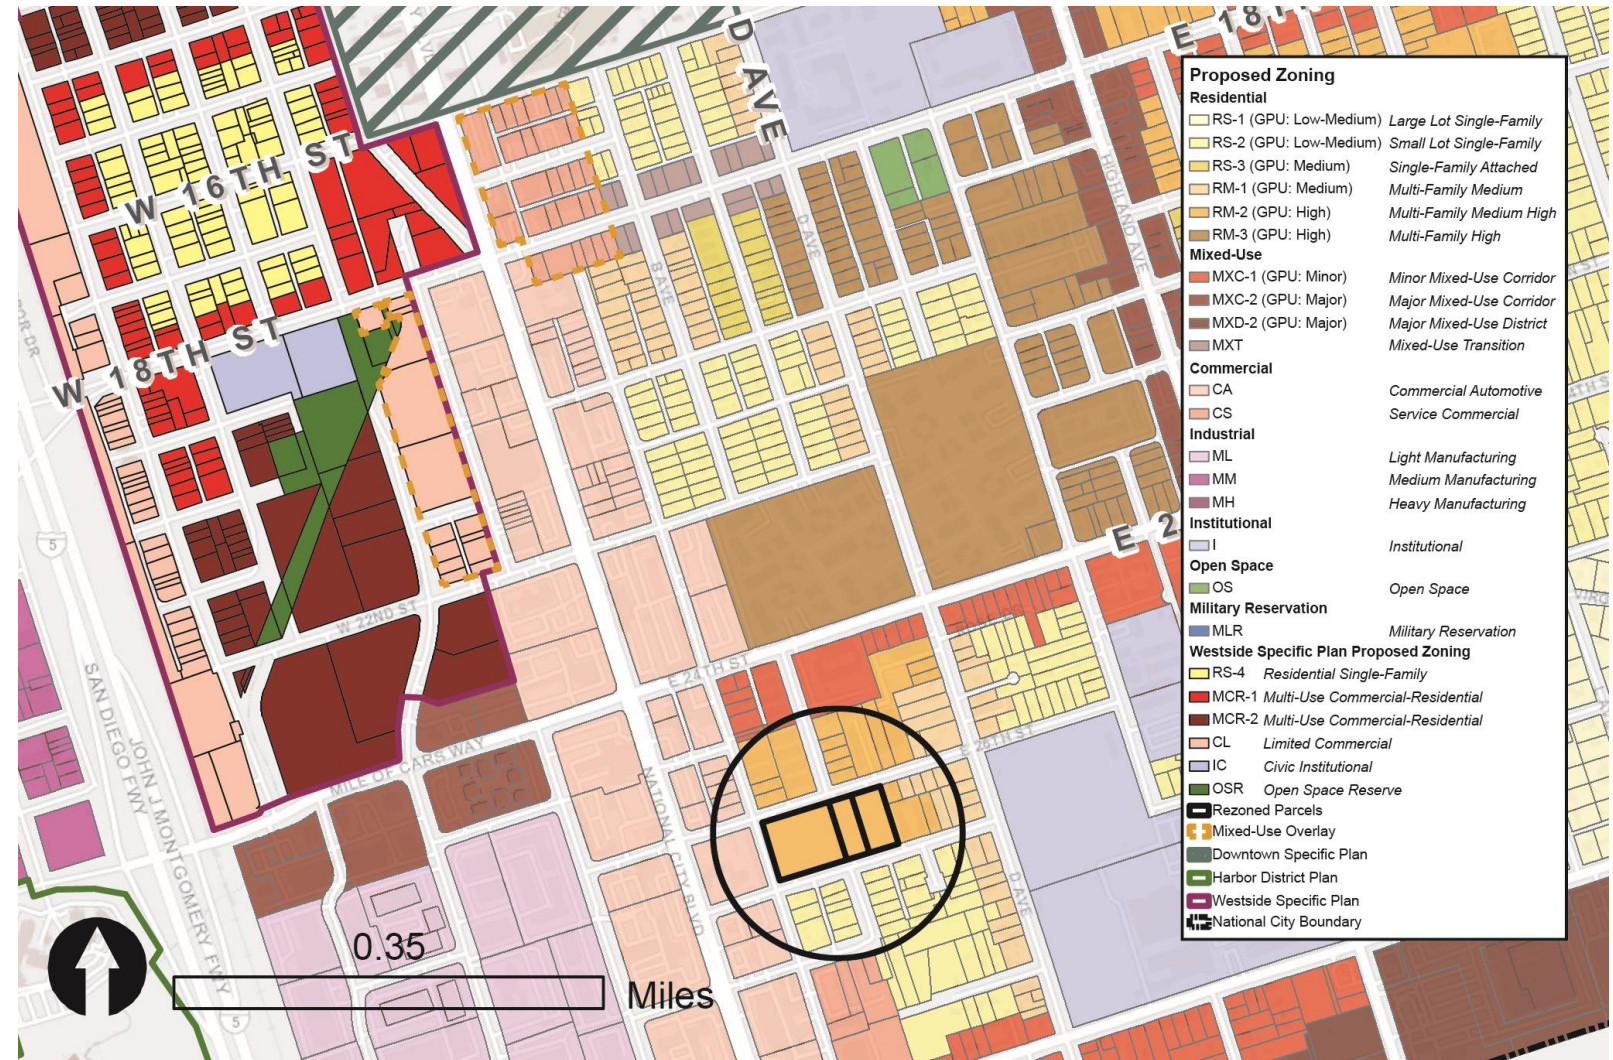 D AVE
E 18TH
W 16TH ST
W 18TH ST
D AVE
HIGHLAND AVE
B AVE
W 22ND ST
E 24TH ST
E 2
E 26TH ST
MILE OF CARS WAY
NATIONAL CITY BLVD
D AVE
SAN DIEGO FWY
JOHN J MONTGOMERY FWY
5
5
0.35
Miles
Proposed Zoning
Residential
RS-1 (GPU: Low-Medium) Large Lot Single-Family
RS-2 (GPU: Low-Medium) Small Lot Single-Family
RS-3 (GPU: Medium) Single-Family Attached
RM-1 (GPU: Medium) Multi-Family Medium
RM-2 (GPU: High) Multi-Family Medium High
RM-3 (GPU: High) Multi-Family High
Mixed-Use
MXC-1 (GPU: Minor) Minor Mixed-Use Corridor
MXC-2 (GPU: Major) Major Mixed-Use Corridor
MXD-2 (GPU: Major) Major Mixed-Use District
MXT Mixed-Use Transition
Commercial
CA Commercial Automotive
CS Service Commercial
Industrial
ML Light Manufacturing
MM Medium Manufacturing
MH Heavy Manufacturing
Institutional
I Institutional
Open Space
OS Open Space
Military Reservation
MLR Military Reservation
Westside Specific Plan Proposed Zoning
RS-4 Residential Single-Family
MCR-1 Multi-Use Commercial-Residential
MCR-2 Multi-Use Commercial-Residential
CL Limited Commercial
IC Civic Institutional
OSR Open Space Reserve
Rezoned Parcels
Mixed-Use Overlay
Downtown Specific Plan
Harbor District Plan
Westside Specific Plan
National City Boundary